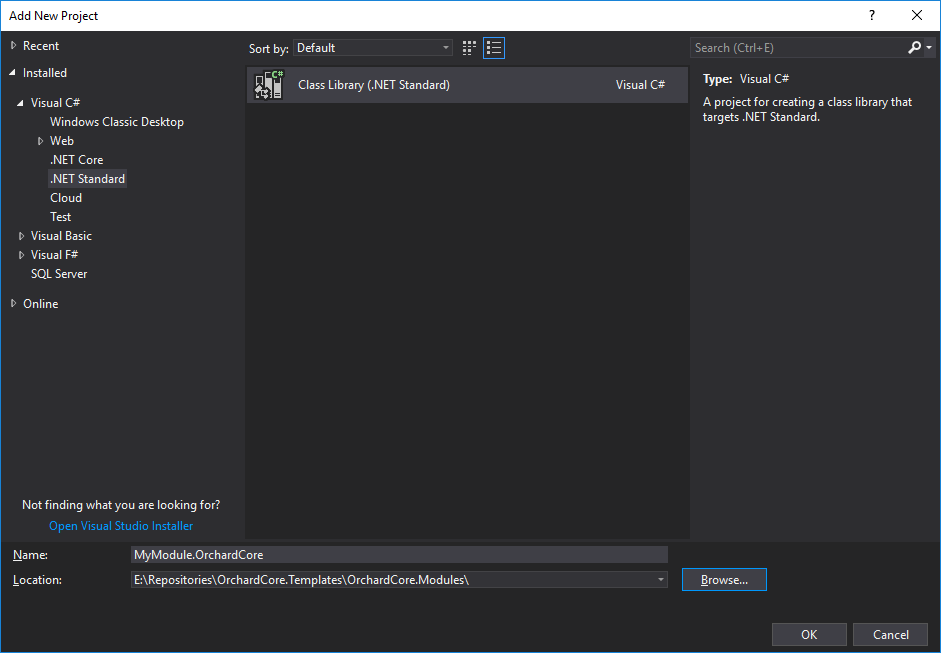 Add New Project
?
Recent
Installed
Visual C#
Windows Classic Desktop
Web
.NET Core
.NET Standard
Cloud
Test
Visual Basic
Visual F#
SQL Server
Online
Not finding what you are looking for?
Open Visual Studio Installer
Sort by: Default
C#
Class Library (.NET Standard) Visual C#
Search (Ctrl+E)
Type: Visual C#
A project for creating a class library that
targets .NET Standard.
Name: MyModule.OrchardCore
Location: E:\Repositories\OrchardCore.Templates\OrchardCore.Modules\
Browse...
OK Cancel